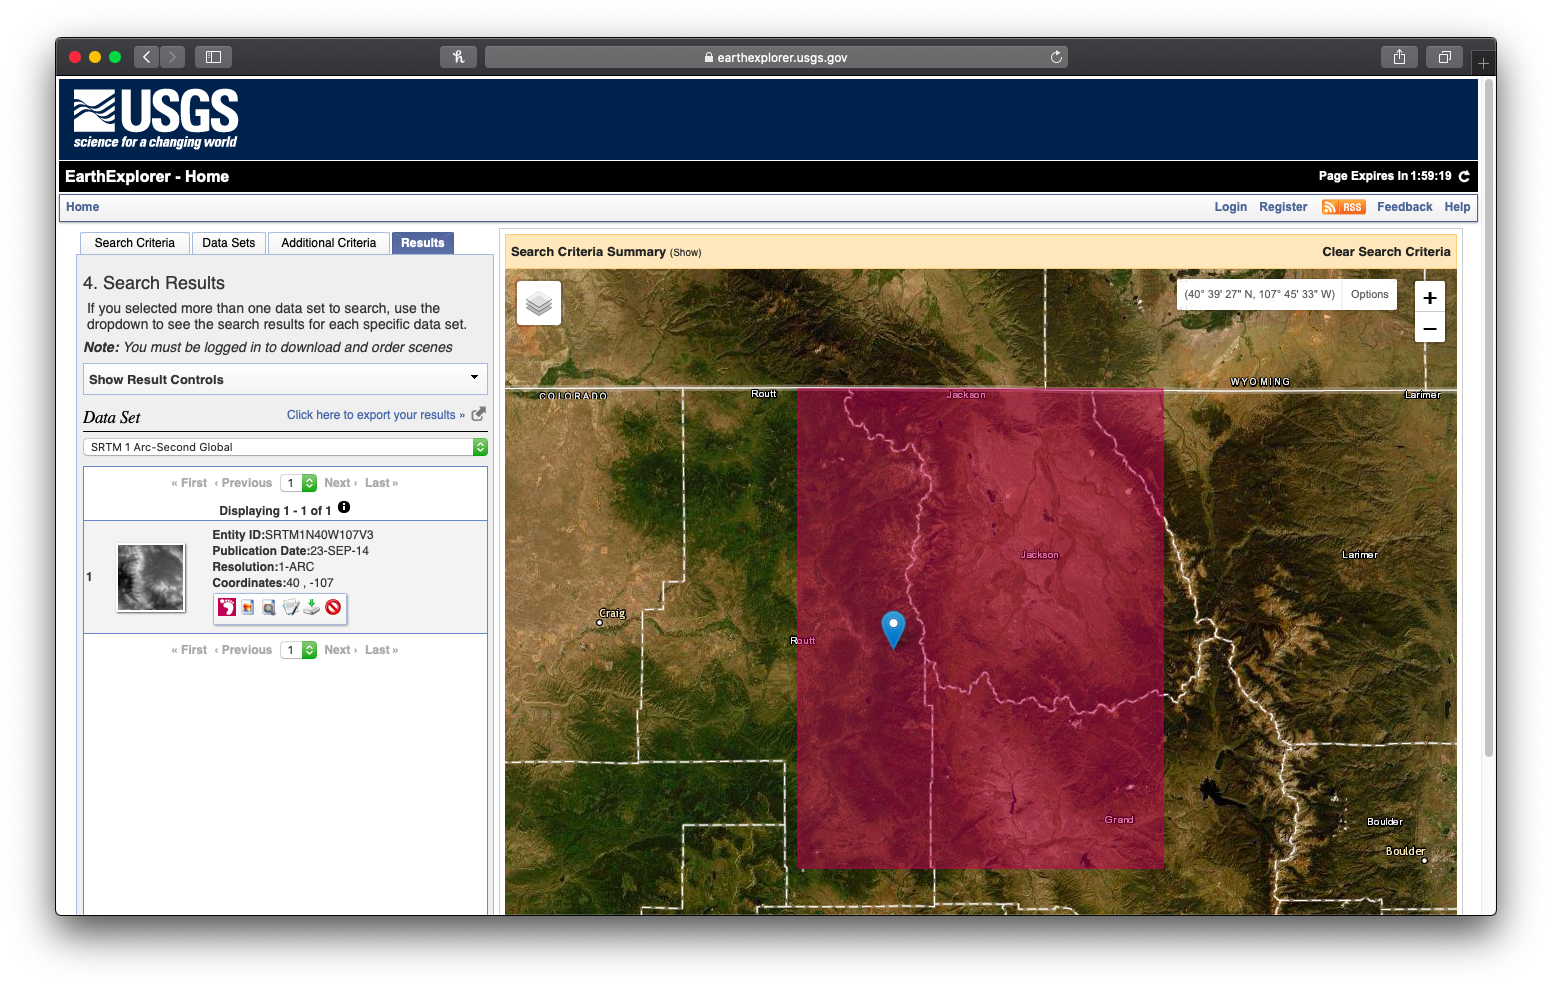 earthexplorer.usgs.gov
USGS
science for a changing world
EarthExplorer - Home
Page Expires In 1:59:19
Home
Login Register RSS Feedback Help
Search Criteria Data Sets Additional Criteria Results
4. Search Results
If you selected more than one data set to search, use the
dropdown to see the search results for each specific data set.
Note: You must be logged in to download and order scenes
Show Result Controls
Data Set
Click here to export your results »
SRTM 1 Arc-Second Global
« First ‹ Previous 1 Next › Last »
Displaying 1 - 1 of 1
1
Entity ID:SRTM1N40W107V3
Publication Date:23-SEP-14
Resolution:1-ARC
Coordinates:40 , -107
« First ‹ Previous 1 Next › Last »
Search Criteria Summary (Show)
Clear Search Criteria
(40° 39' 27" N, 107° 45' 33" W) Options
+
−
WYOMING
COLORADO
Routt
Jackson
Larimer
Jackson
Larimer
Craig
Routt
Grand
Boulder
Boulder